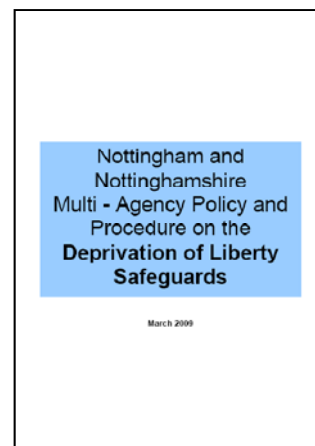 Nottingham and
Nottinghamshire
Multi - Agency Policy and
Procedure on the
Deprivation of Liberty
Safeguards
March 2009